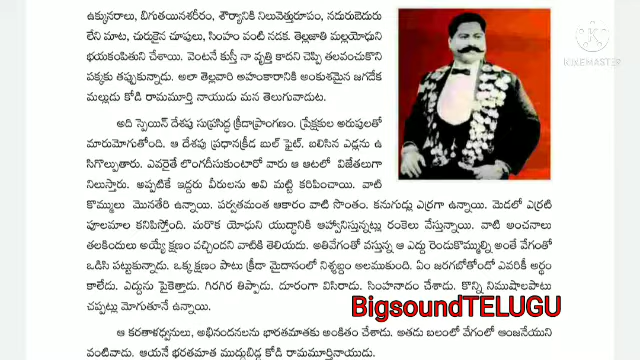 ఉక్కునరాలు, బిగుతయినశరీరం, శౌర్యానికి నిలువెత్తురూపం, నదురుబెదురు
లేని మాట, చురుకైన చూపులు, సింహం వంటి నడక. తెల్లజాతి మల్లయోధుని
భయకంపితుని చేశాయి. వెంటనే కుస్తీ నా వృత్తి కాదని చెప్పి తలవంచుకొని
పక్కకు తప్పుకున్నాడు. అలా తెల్లవారి అహంకారానికి అంకుశమైన జగదేక
మల్లుడు కోడి రామమూర్తి నాయుడు మన తెలుగువాడుట.
అది స్పెయిన్ దేశపు సుప్రసిద్ధ క్రీడాప్రాంగణం. ప్రేక్షకుల అరుపులతో
మారుమోగుతోంది. ఆ దేశపు ప్రధానక్రీడ బుల్ ఫైట్. బలిసిన ఎడ్లను ఉ
సిగొల్పుతారు. ఎవరైతే లొంగదీసుకుంటారో వారు ఆ ఆటలో విజేతలుగా
నిలుస్తారు. అప్పటికే ఇద్దరు వీరులను అవి మట్టి కరిపించాయి. వాటి
కొమ్ములు మొనతేరి ఉన్నాయి. పర్వతమంత ఆకారం వాటి సొంతం. కనుగుడ్లు ఎర్రగా ఉన్నాయి. మెడలో ఎర్రటి
పూలమాల కనిపిస్తోంది. మరొక యోధుని యుద్ధానికి ఆహ్వానిస్తున్నట్లు రంకెలు వేస్తున్నాయి. వాటి అంచనాలు
తలకిందులు అయ్యే క్షణం వచ్చిందని వాటికి తెలియదు. అతివేగంతో వస్తున్న ఆ ఎద్దు రెండుకొమ్ముల్ని అంతే వేగంతో
ఒడిసి పట్టుకున్నాడు. ఒక్కక్షణం పాటు క్రీడా మైదానంలో నిశ్శబ్దం అలముకుంది. ఏం జరగబోతోందో ఎవరికీ అర్థం
కాలేదు. ఎద్దును పైకెత్తాడు. గిరగిర తిప్పాడు. దూరంగా విసిరాడు. సింహనాదం చేశాడు. కొన్ని నిముషాలపాటు
చప్పట్లు మోగుతూనే ఉన్నాయి.
BigsoundTELUGU
ఆ కరతాళధ్వనులు, అభినందనలను భారతమాతకు అంకితం చేశాడు. అతడు బలంలో వేగంలో ఆంజనేయుని
వంటివాడు. ఆయనే భరతమాత ముద్దుబిడ్డ కోడి రామమూర్తినాయుడు.
KINEMASTER